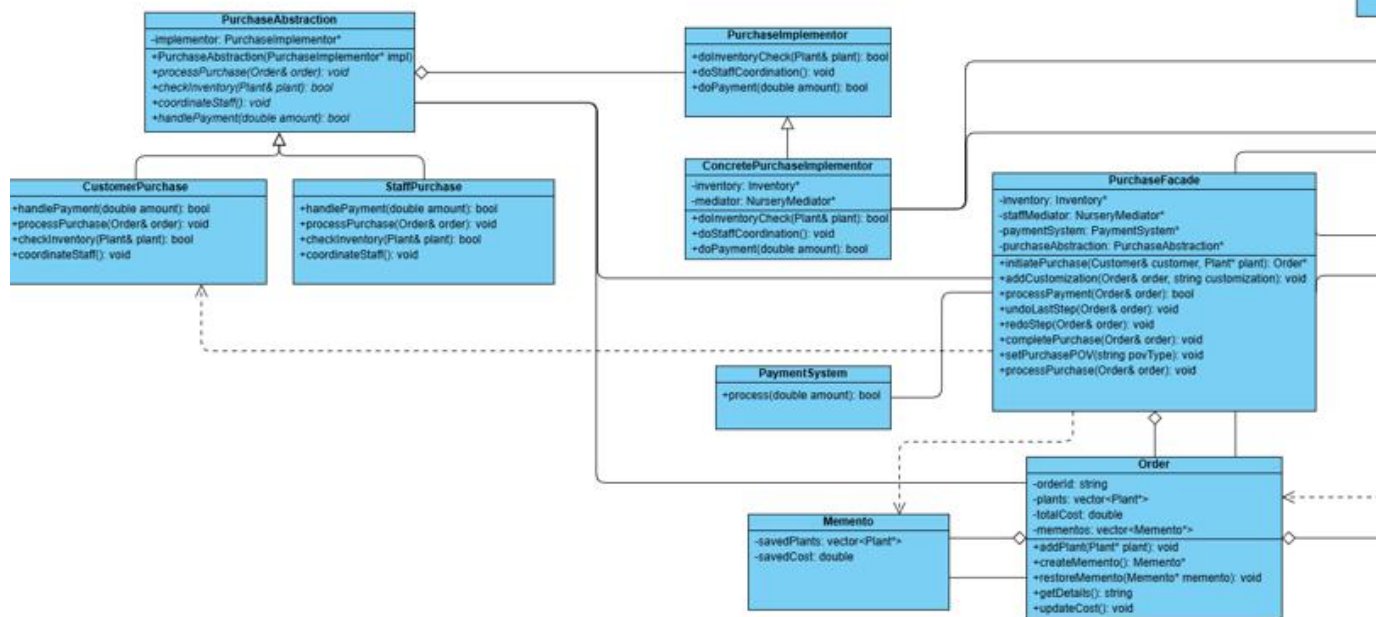 PurchaseAbstraction
-implementor: PurchaseImplementor*
+PurchaseAbstraction(PurchaseImplementor* impl)
+processPurchase(Order& order): void
+checkInventory(Plant& plant): bool
+coordinateStaff(): void
+handlePayment(double amount): bool
PurchaseImplementor
+doInventoryCheck(Plant& plant): bool
+doStaffCoordination(): void
+doPayment(double amount): bool
CustomerPurchase
+handlePayment(double amount): bool
+processPurchase(Order& order): void
+checkInventory(Plant& plant): bool
+coordinateStaff(): void
StaffPurchase
+handlePayment(double amount): bool
+processPurchase(Order& order): void
+checkInventory(Plant& plant): bool
+coordinateStaff(): void
ConcretePurchaseImplementor
-inventory: Inventory*
-mediator: NurseryMediator*
+doInventoryCheck(Plant& plant): bool
+doStaffCoordination(): void
+doPayment(double amount): bool
PurchaseFacade
-inventory: Inventory*
-staffMediator: NurseryMediator*
-paymentSystem: PaymentSystem*
-purchaseAbstraction: PurchaseAbstraction*
+initiatePurchase(Customer& customer, Plant* plant): Order*
+addCustomization(Order& order, string customization): void
+processPayment(Order& order): bool
+undoLastStep(Order& order): void
+redoStep(Order& order): void
+completePurchase(Order& order): void
+setPurchasePOV(string povType): void
+processPurchase(Order& order): void
PaymentSystem
+process(double amount): bool
Memento
-savedPlants: vector<Plant*>
-savedCost: double
Order
-orderId: string
-plants: vector<Plant*>
-totalCost: double
-mementos: vector<Memento*>
+addPlant(Plant* plant): void
+createMemento(): Memento*
+restoreMemento(Memento* memento): void
+getDetails(): string
+updateCost(): void